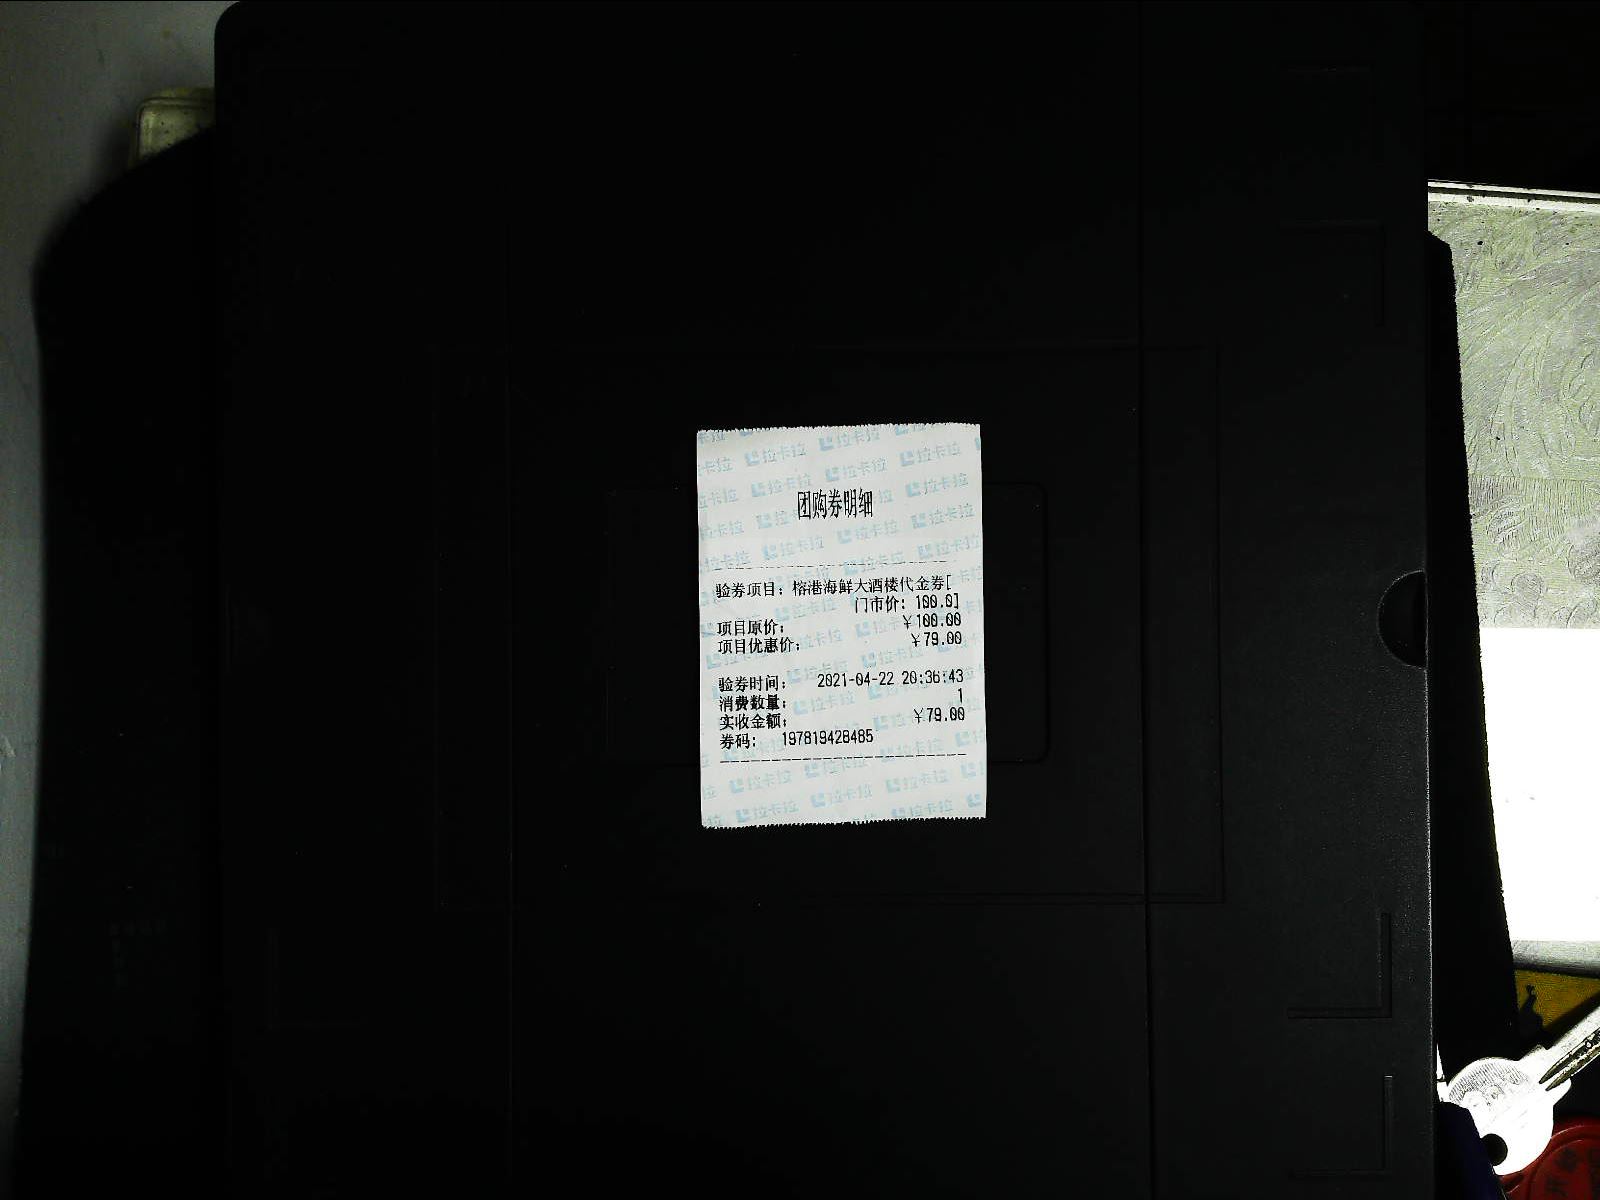 团购券明细
验券项目：榕港海鲜大酒楼代金券[
门市价：100.0]
项目原价： ￥100.00
项目优惠价： ￥79.00
验券时间： 2021-04-22 20:36:43
消费数量： 1
实收金额： ￥79.00
券码： 197819428485
拉卡拉